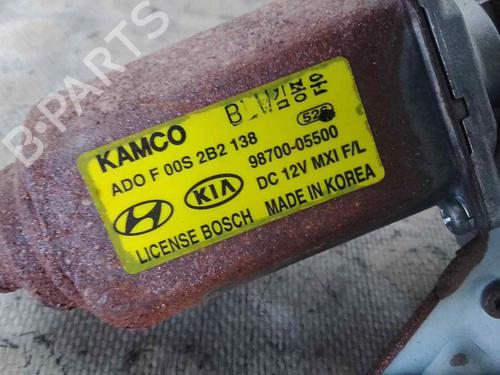 B-PARTS
KAMCO
ADO F 00S 2B2 138
98700-05500
DC 12V MXI F/L
KIA
LICENSE BOSCH
MADE IN KOREA